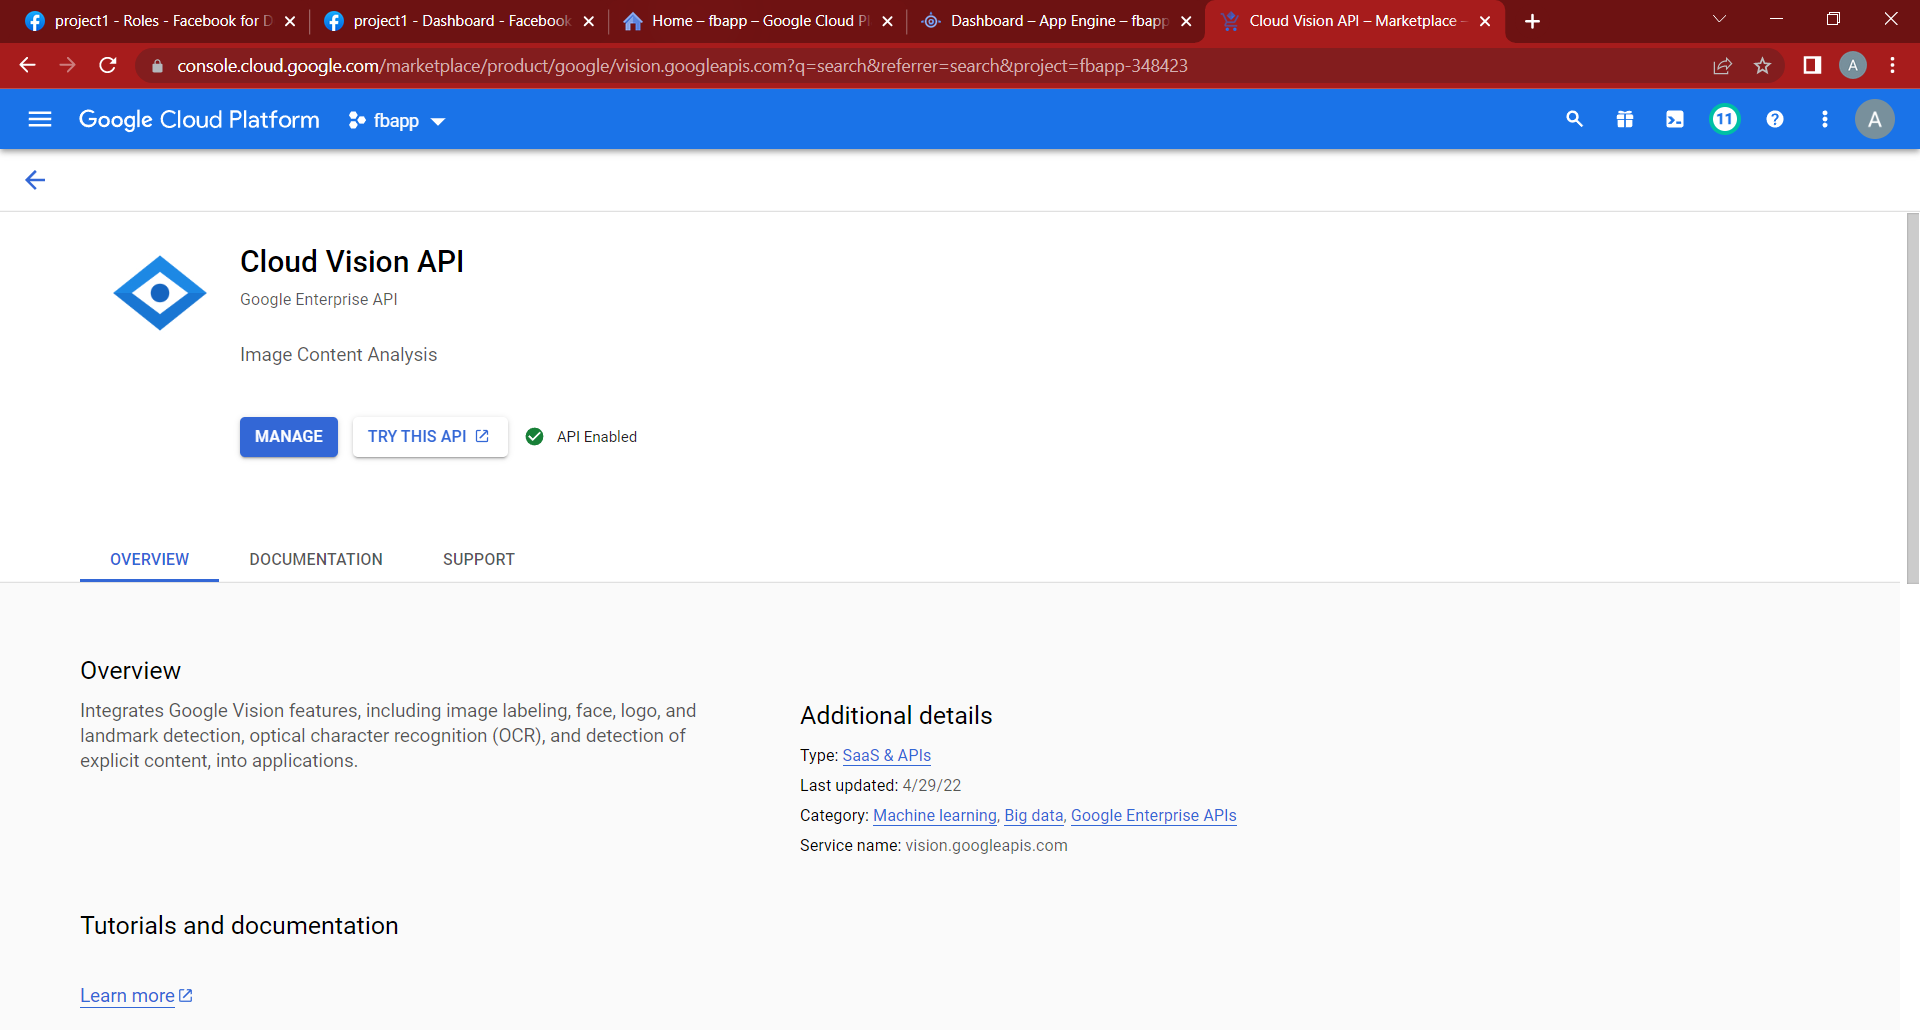 project1 - Roles - Facebook for D
project1 - Dashboard - Facebook
Home – fbapp – Google Cloud Pl
Dashboard – App Engine – fbapp
Cloud Vision API – Marketplace –
console.cloud.google.com/marketplace/product/google/vision.googleapis.com?q=search&referrer=search&project=fbapp-348423
A
Google Cloud Platform
fbapp
11
A
Cloud Vision API
Google Enterprise API
Image Content Analysis
MANAGE
TRY THIS API
API Enabled
OVERVIEW
DOCUMENTATION
SUPPORT
Overview
Integrates Google Vision features, including image labeling, face, logo, and
landmark detection, optical character recognition (OCR), and detection of
explicit content, into applications.
Additional details
Type: SaaS & APIs
Last updated: 4/29/22
Category: Machine learning, Big data, Google Enterprise APIs
Service name: vision.googleapis.com
Tutorials and documentation
Learn more